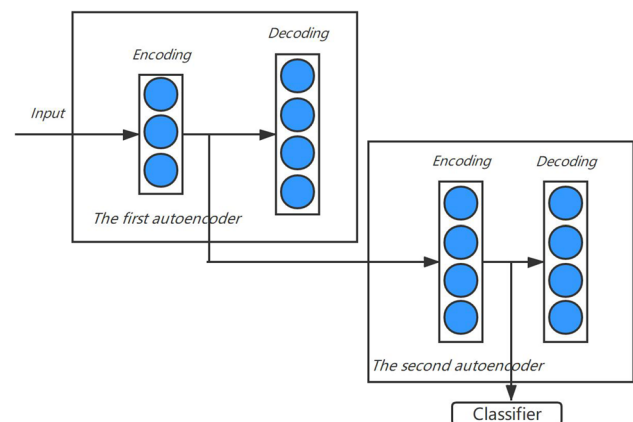 Decoding
Encoding
Input
The first autoencoder
Encoding
Decoding
The second autoencoder
Classifier